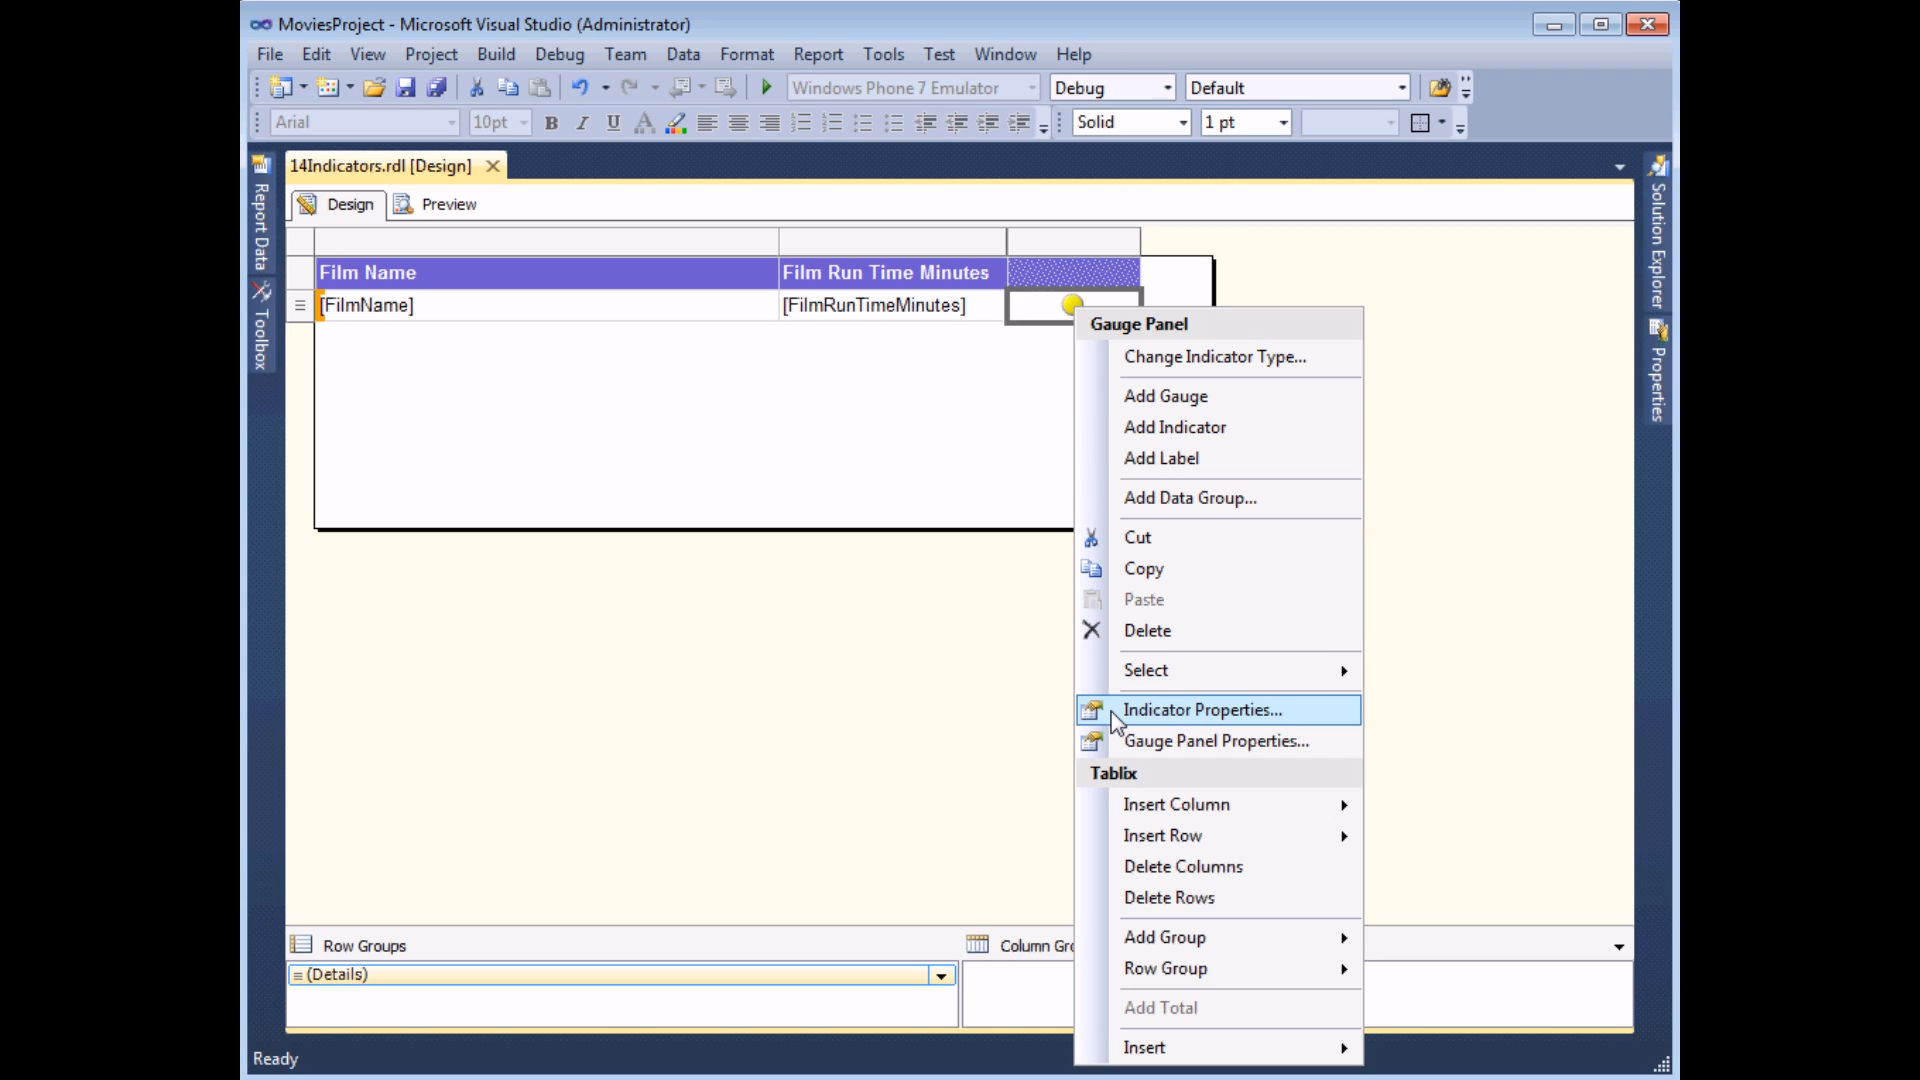 MoviesProject - Microsoft Visual Studio (Administrator)
File Edit View Project Build Debug Team Data Format Report Tools Test Window Help
Windows Phone 7 Emulator Debug Default
Arial 10pt B I U A Solid 1 pt
14Indicators.rdl [Design]
Design Preview
Report Data
Toolbox
Solution Explorer
Properties
Film Name Film Run Time Minutes
[FilmName] [FilmRunTimeMinutes]
Gauge Panel
Change Indicator Type...
Add Gauge
Add Indicator
Add Label
Add Data Group...
Cut
Copy
Paste
Delete
Select
Indicator Properties...
Gauge Panel Properties...
Tablix
Insert Column
Insert Row
Delete Columns
Delete Rows
Add Group
Row Group
Add Total
Insert
Row Groups Column Gr
(Details)
Ready